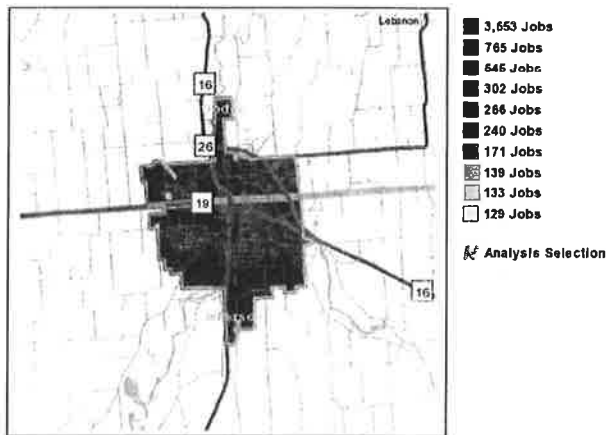 Lebanon
16
26
19
16
3,653 Jobs
765 Jobs
545 Jobs
302 Jobs
266 Jobs
240 Jobs
171 Jobs
139 Jobs
133 Jobs
129 Jobs
Analysis Selection